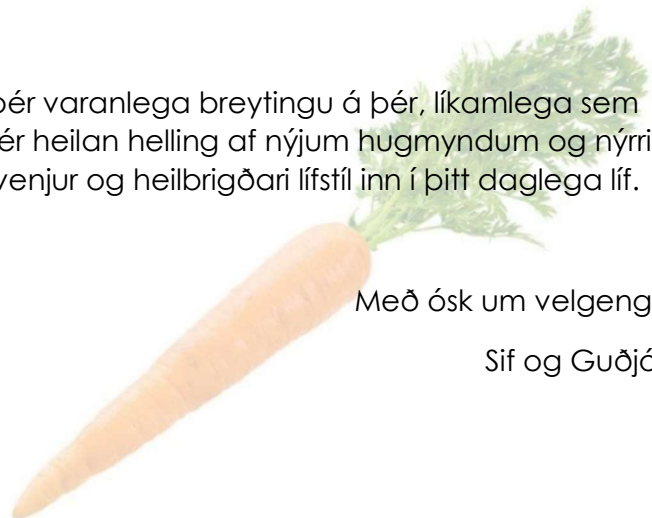 þér varanlega breytingu á þér, líkamlega sem
ér heilan helling af nýjum hugmyndum og nýrri
venjur og heilbrigðari lífstíl inn í þitt daglega líf.
Með ósk um velgeng
Sif og Guðjó